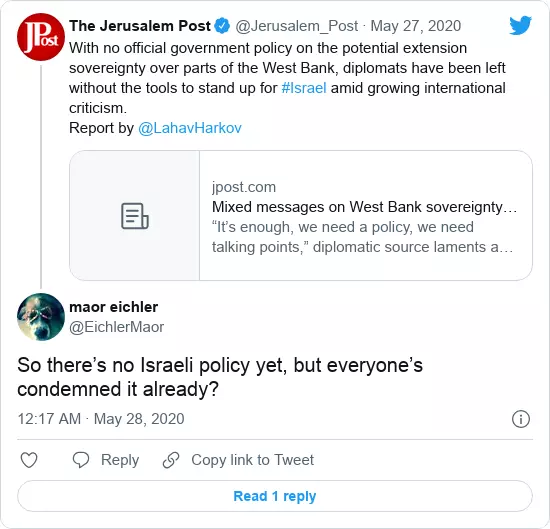 JPost
The Jerusalem Post @Jerusalem_Post · May 27, 2020
With no official government policy on the potential extension
sovereignty over parts of the West Bank, diplomats have been left
without the tools to stand up for #Israel amid growing international
criticism.
Report by @LahavHarkov
jpost.com
Mixed messages on West Bank sovereignty…
“It’s enough, we need a policy, we need
talking points,” diplomatic source laments a…
maor eichler
@EichlerMaor
So there’s no Israeli policy yet, but everyone’s
condemned it already?
12:17 AM · May 28, 2020
Reply
Copy link to Tweet
Read 1 reply